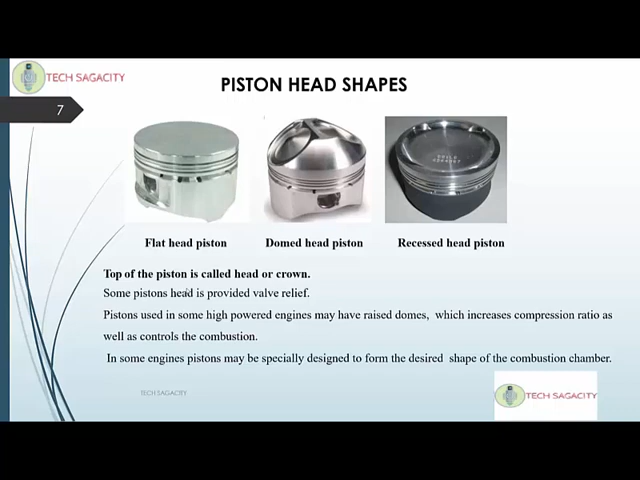 TECH SAGACITY
PISTON HEAD SHAPES
7
Flat head piston
Domed head piston
Recessed head piston
Top of the piston is called head or crown.
Some pistons head is provided valve relief.
Pistons used in some high powered engines may have raised domes, which increases compression ratio as
well as controls the combustion.
In some engines pistons may be specially designed to form the desired shape of the combustion chamber.
TECH SAGACITY
TECH SAGACITY